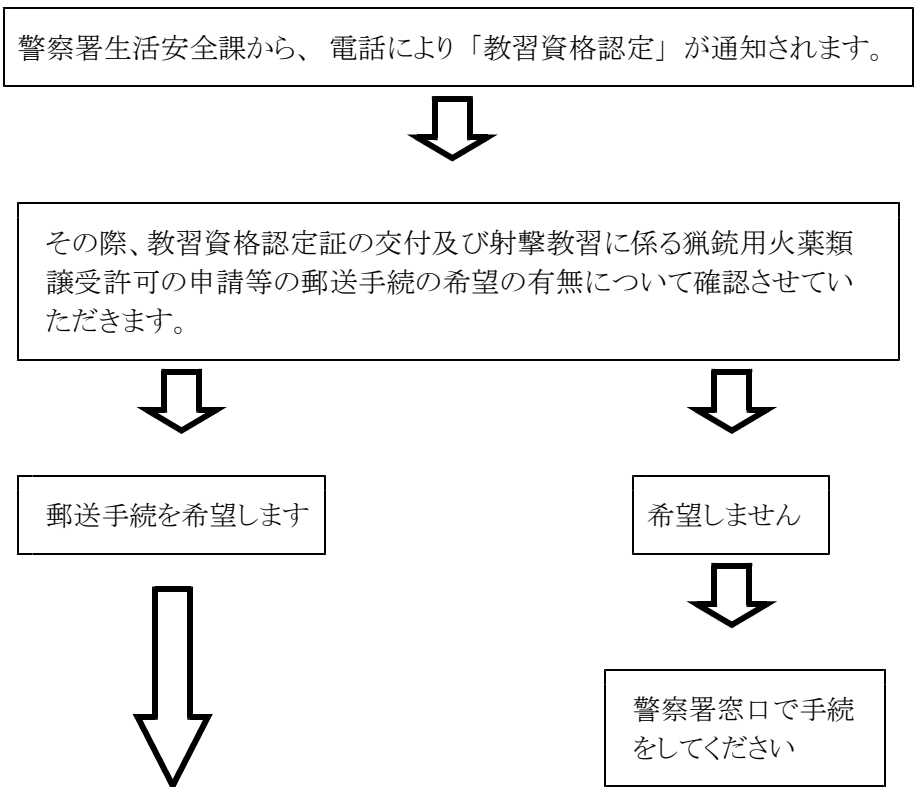 警察署生活安全課から、電話により「教習資格認定」が通知されます。
その際、教習資格認定証の交付及び射撃教習に係る猟銃用火薬類
譲受許可の申請等の郵送手続の希望の有無について確認させてい
ただきます。
郵送手続を希望します
希望しません
警察署窓口で手続
をしてください